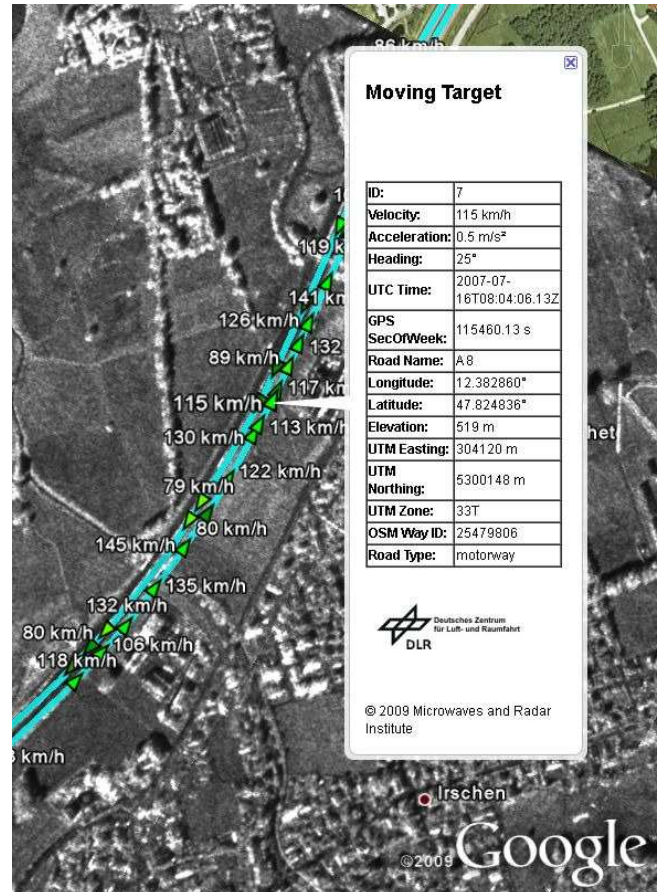 86 km/h
Moving Target
ID: 7
Velocity: 115 km/h
Acceleration: 0.5 m/s²
Heading: 25°
UTC Time: 2007-07-
16T08:04:06.13Z
GPS
SecOfWeek: 115460.13 s
Road Name: A8
Longitude: 12.382860°
Latitude: 47.824836°
Elevation: 519 m
UTM Easting: 304120 m
UTM
Northing: 5300148 m
UTM Zone: 33T
OSM Way ID: 25479806
Road Type: motorway
Deutsches Zentrum
für Luft- und Raumfahrt
DLR
© 2009 Microwaves and Radar
Institute
119 k
141 km
126 km/h
132
89 km/h
117 km
115 km/h
113 km/h
130 km/h
122 km/h
79 km/h
80 km/h
145 km/h
135 km/h
132 km/h
80 km/h
106 km/h
118 km/h
km/h
het
Irschen
©2009 Google